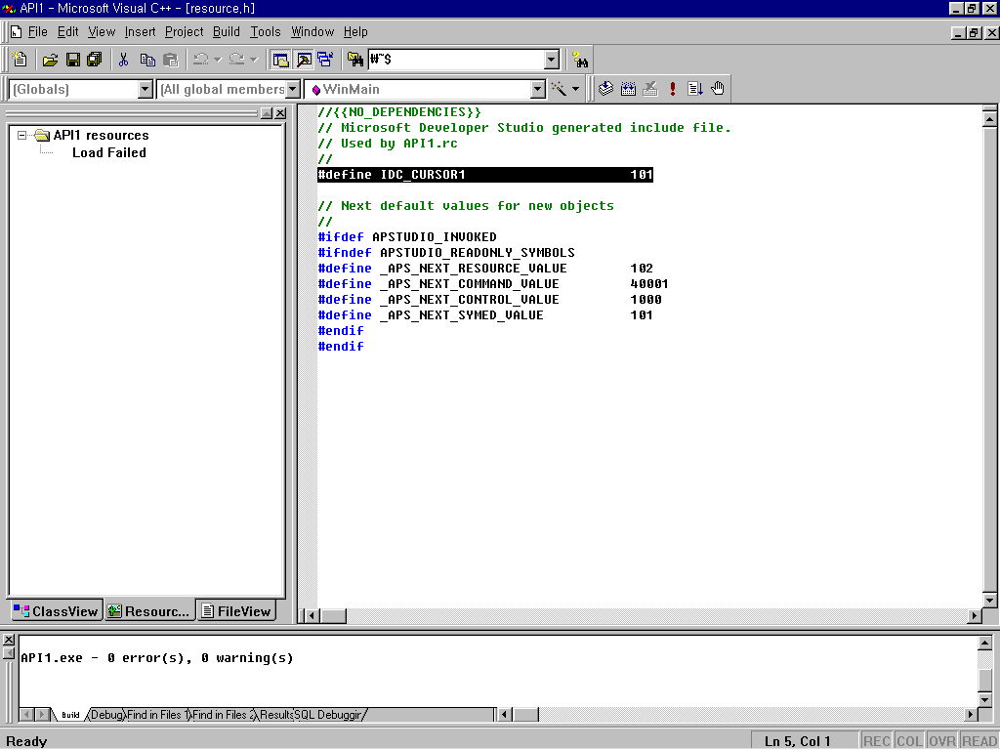 API1 - Microsoft Visual C++ - [resource.h]
File Edit View Insert Project Build Tools Window Help
₩~$
(Globals) (All global members WinMain
API1 resources
Load Failed
//{{NO_DEPENDENCIES}}
// Microsoft Developer Studio generated include file.
// Used by API1.rc
//
#define IDC_CURSOR1 101
// Next default values for new objects
//
#ifdef APSTUDIO_INVOKED
#ifndef APSTUDIO_READONLY_SYMBOLS
#define _APS_NEXT_RESOURCE_VALUE 102
#define _APS_NEXT_COMMAND_VALUE 40001
#define _APS_NEXT_CONTROL_VALUE 1000
#define _APS_NEXT_SYMED_VALUE 101
#endif
#endif
ClassView Resourc... FileView
API1.exe - 0 error(s), 0 warning(s)
Build Debug Find in Files 1 Find in Files 2 Results SQL Debuggin
Ready Ln 5, Col 1 REC COL OVR READ